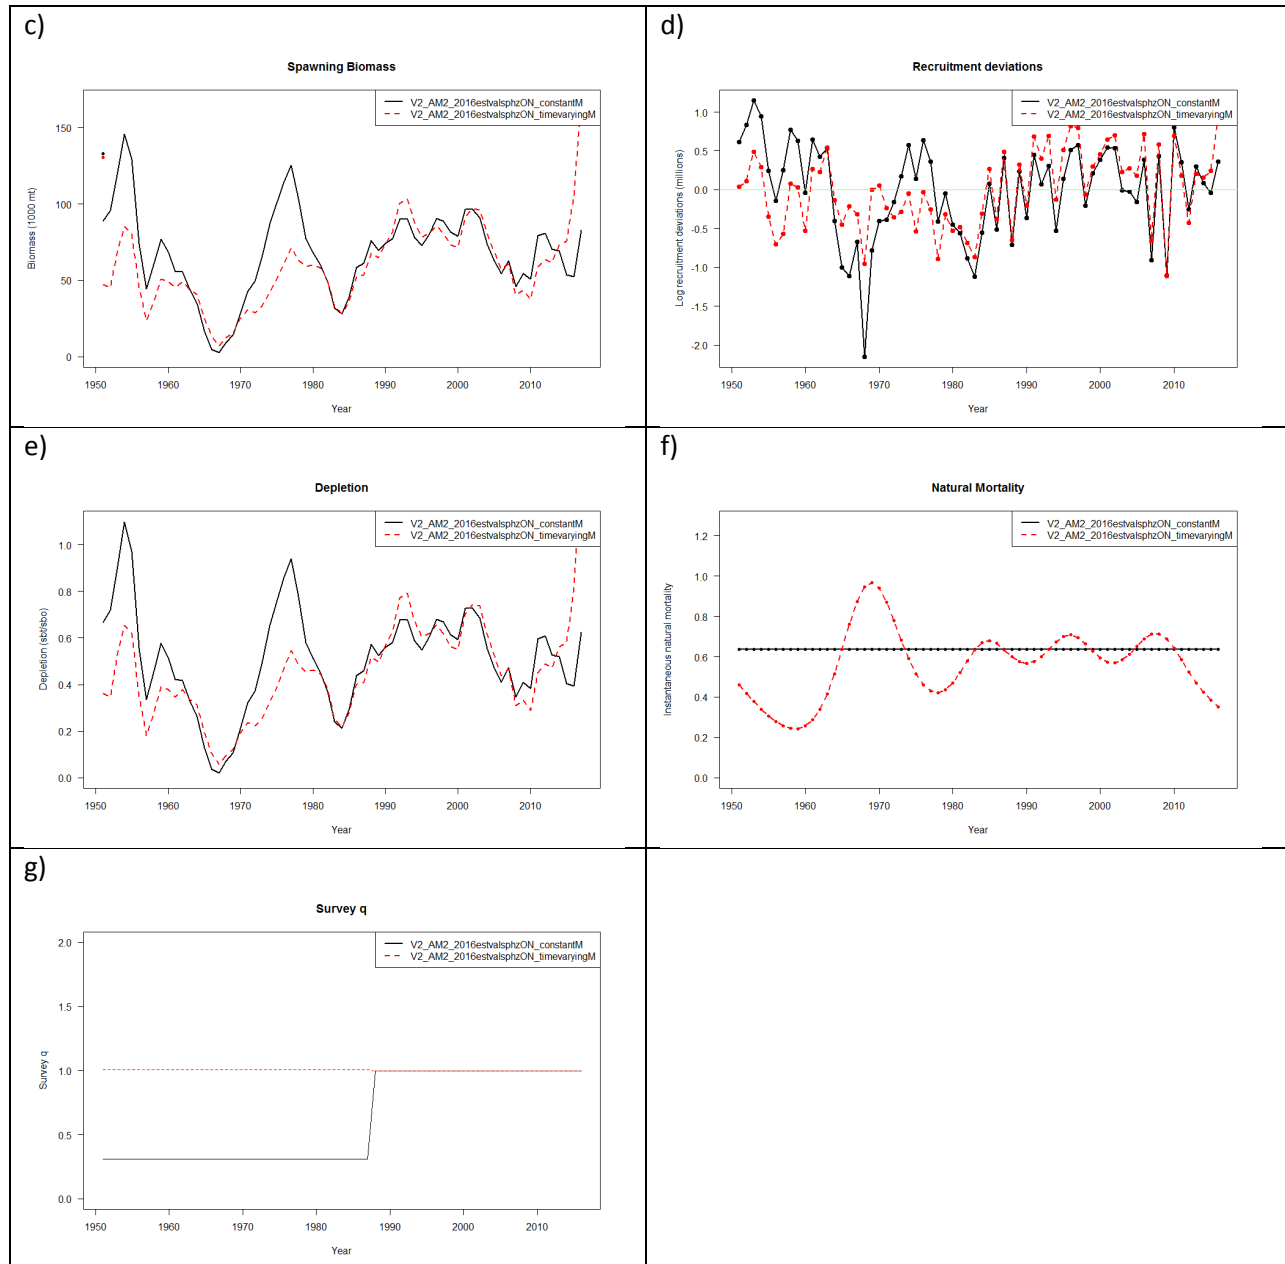 c)
Spawning Biomass
V2_AM2_2016estvalsphzON_constantM
V2_AM2_2016estvalsphzON_timevaryingM
Biomass (1000 mt)
150
100
50
0
1950 1960 1970 1980 1990 2000 2010
Year
d)
Recruitment deviations
V2_AM2_2016estvalsphzON_constantM
V2_AM2_2016estvalsphzON_timevaryingM
Log recruitment deviations (millions)
1.0
0.5
0.0
-0.5
-1.0
-1.5
-2.0
1950 1960 1970 1980 1990 2000 2010
Year
e)
Depletion
V2_AM2_2016estvalsphzON_constantM
V2_AM2_2016estvalsphzON_timevaryingM
Depletion (sbt/sbo)
1.0
0.8
0.6
0.4
0.2
0.0
1950 1960 1970 1980 1990 2000 2010
Year
f)
Natural Mortality
V2_AM2_2016estvalsphzON_constantM
V2_AM2_2016estvalsphzON_timevaryingM
Instantaneous natural mortality
1.2
1.0
0.8
0.6
0.4
0.2
0.0
1950 1960 1970 1980 1990 2000 2010
Year
g)
Survey q
V2_AM2_2016estvalsphzON_constantM
V2_AM2_2016estvalsphzON_timevaryingM
Survey q
2.0
1.5
1.0
0.5
0.0
1950 1960 1970 1980 1990 2000 2010
Year